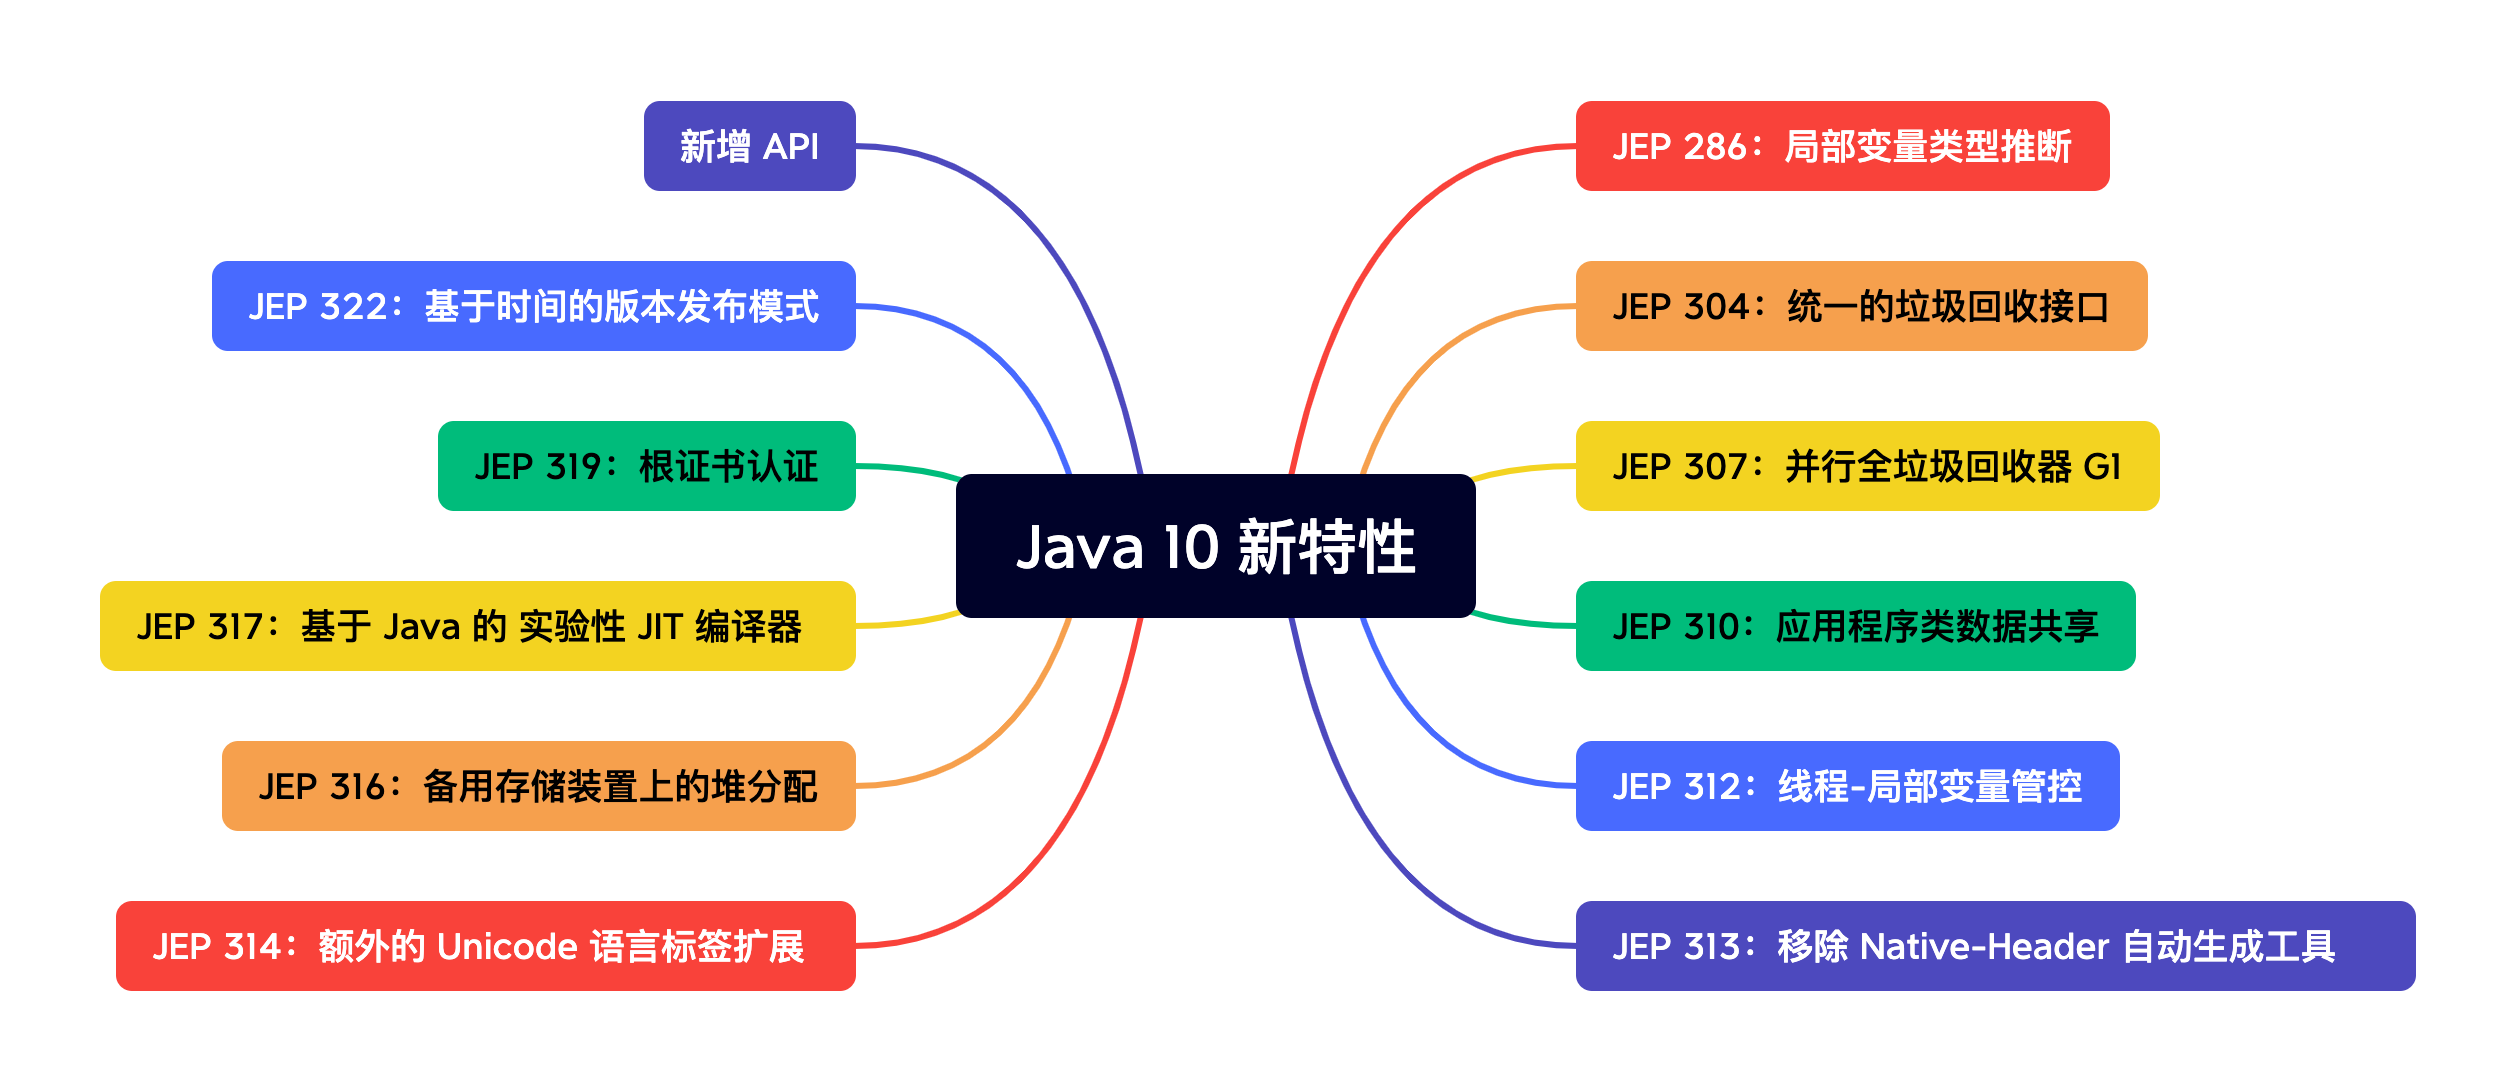 Java 10 新特性
JEP 286：局部变量类型推断
JEP 304：统一的垃圾回收接口
JEP 307：并行全垃圾回收器 G1
JEP 310：应用程序类数据共享
JEP 312：线程-局部变量管控
JEP 313：移除 Native-Header 自动生成工具
新增 API
JEP 322：基于时间的版本发布模式
JEP 319：根证书认证
JEP 317：基于 Java 的 实验性 JIT 编译器
JEP 316：备用存储装置上的堆分配
JEP 314：额外的 Unicode 语言标签扩展